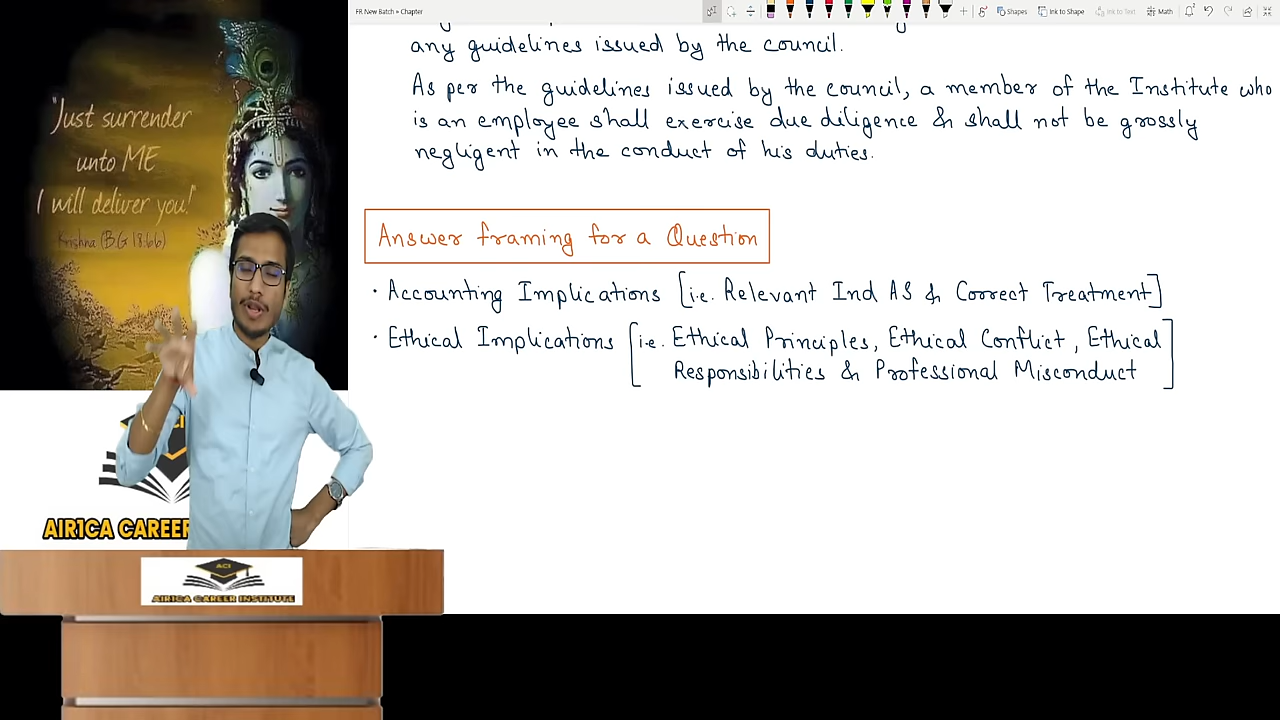 FR New Batch » Chapter
Shapes
Ink to Shape
Ink to Text
Math
any guidelines issued by the council.
As per the guidelines issued by the council, a member of the Institute who
is an employee shall exercise due diligence & shall not be grossly
negligent in the conduct of his duties.
Answer framing for a Question
· Accounting Implications [i.e. Relevant Ind AS & Correct Treatment]
· Ethical Implications [i.e. Ethical Principles, Ethical Conflict, Ethical
Responsibilities & Professional Misconduct]
"Just surrender
unto ME
I will deliver you!"
Krishna (BG 18:66)
AIR1CA CAREER
ACI
AIR1CA CAREER INSTITUTE